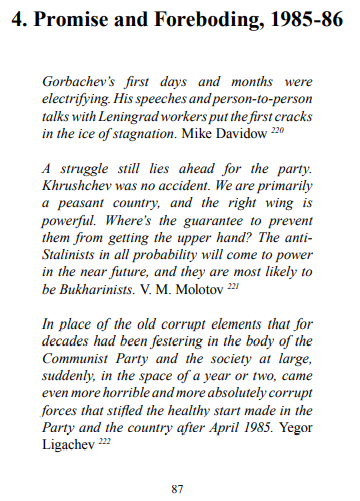 4. Promise and Foreboding, 1985-86
Gorbachev's first days and months were
electrifying. His speeches and person-to-person
talks with Leningrad workers put the first cracks
in the ice of stagnation. Mike Davidow 220
A struggle still lies ahead for the party.
Khrushchev was no accident. We are primarily
a peasant country, and the right wing is
powerful. Where's the guarantee to prevent
them from getting the upper hand? The anti-
Stalinists in all probability will come to power
in the near future, and they are most likely to
be Bukharinists. V. M. Molotov 221
In place of the old corrupt elements that for
decades had been festering in the body of the
Communist Party and the society at large,
suddenly, in the space of a year or two, came
even more horrible and more absolutely corrupt
forces that stifled the healthy start made in the
Party and the country after April 1985. Yegor
Ligachev 222
87